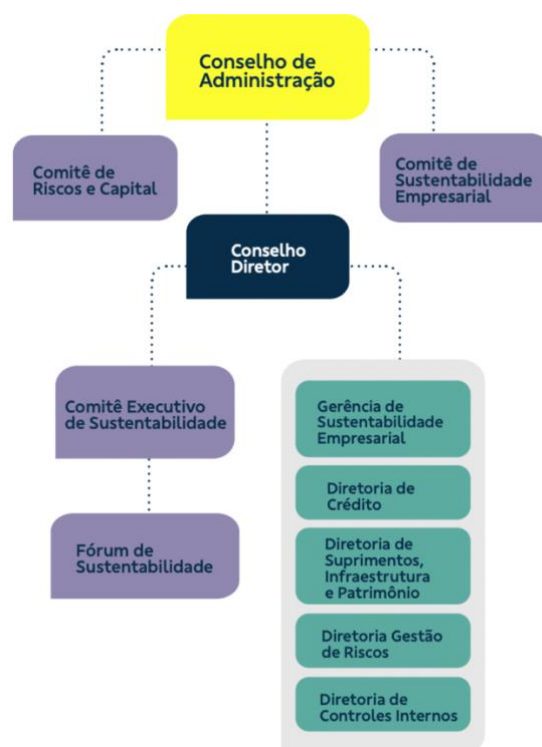 Conselho de
Administração
Comitê de
Riscos e Capital
Comitê de
Sustentabilidade
Empresarial
Conselho
Diretor
Comitê Executivo
de Sustentabilidade
Fórum de
Sustentabilidade
Gerência de
Sustentabilidade
Empresarial
Diretoria de
Crédito
Diretoria de
Suprimentos,
Infraestrutura
e Patrimônio
Diretoria Gestão
de Riscos
Diretoria de
Controles Internos